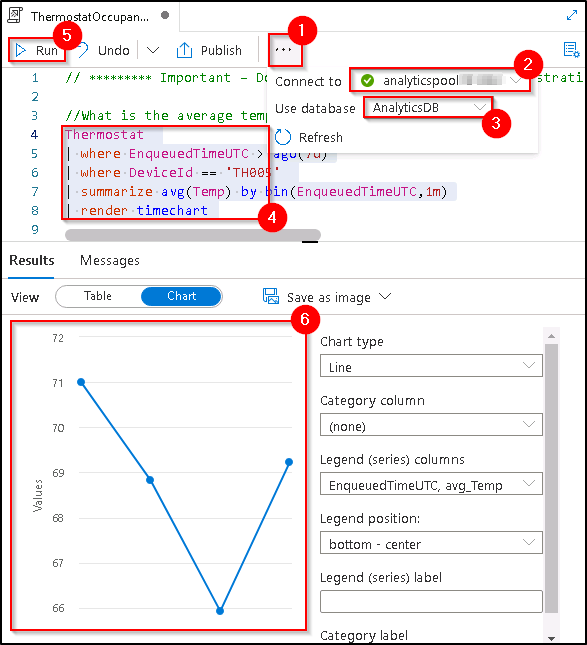 ThermostatOccupan...
1
5
Run
Undo
Publish
...
2
Connect to
analyticspool
Use database
AnalyticsDB
3
Refresh
1 // ********* Important – Do
strati
2
3 //What is the average temp
4 Thermostat
5 | where EnqueuedTimeUTC > ago(7d)
6 | where DeviceId == 'TH005'
7 | summarize avg(Temp) by bin(EnqueuedTimeUTC,1m)
8 | render timechart
9
4
Results
Messages
View
Table
Chart
Save as image
6
72
71
70
69
68
67
66
Values
Chart type
Line
Category column
(none)
Legend (series) columns
EnqueuedTimeUTC, avg_Temp
Legend position:
bottom - center
Legend (series) label
Category label